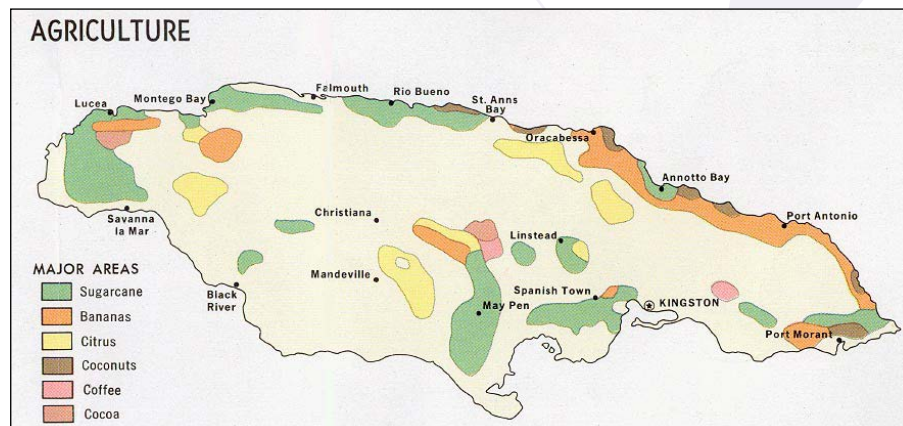 AGRICULTURE
Falmouth
Montego Bay
Lucea
Rio Bueno
St. Anns
Bay
Oracabessa
Annotto Bay
Port Antonio
Savanna
la Mar
Christiana
Linstead
Mandeville
Black
River
Spanish Town
KINGSTON
May Pen
Port Morant
MAJOR AREAS
Sugarcane
Bananas
Citrus
Coconuts
Coffee
Cocoa